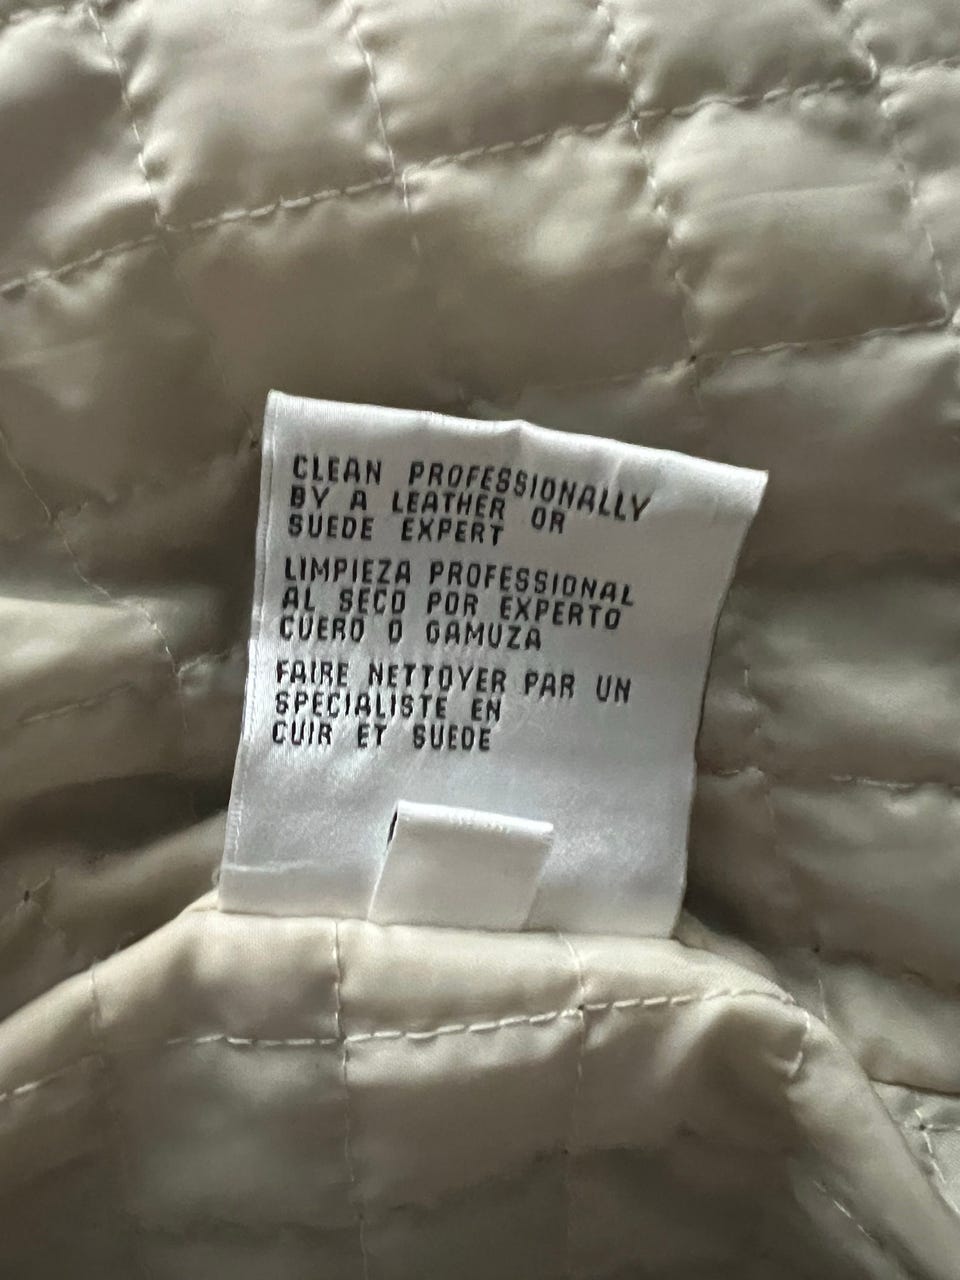 CLEAN PROFESSIONALLY
BY A LEATHER OR
SUEDE EXPERT
LIMPIEZA PROFESSIONAL
AL SECO POR EXPERTO
CUERO O GAMUZA
FAIRE NETTOYER PAR UN
SPECIALISTE EN
CUIR ET SUEDE